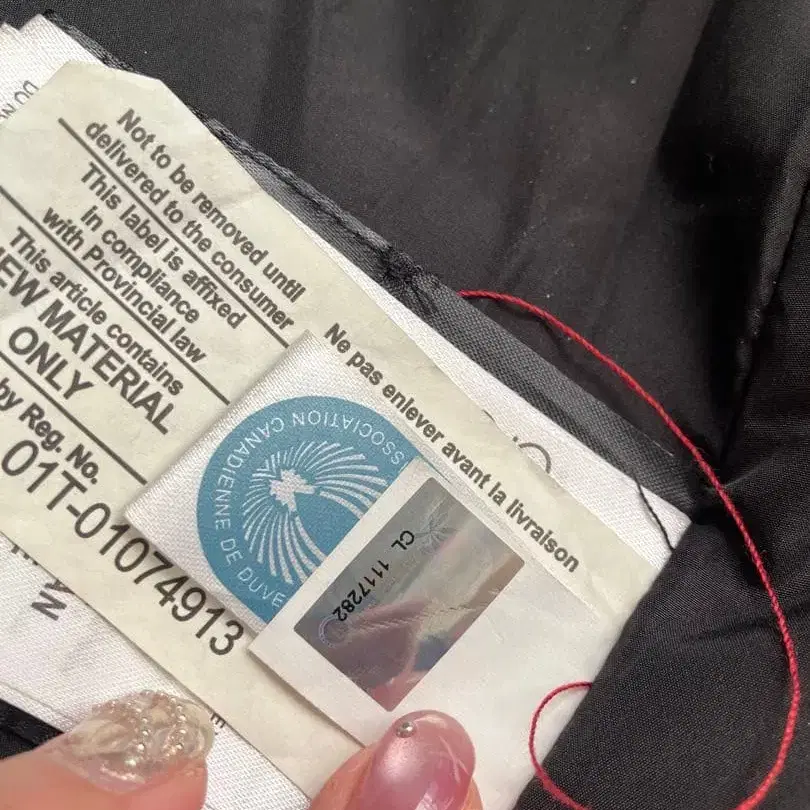 Not to be removed until
delivered to the consumer
This label is affixed
in compliance
with Provincial law
This article contains
NEW MATERIAL
ONLY
by Reg. No.
01T-01074913
Ne pas enlever avant la livraison
ASSOCIATION CANADIENNE DE DUVE
CL 1117282